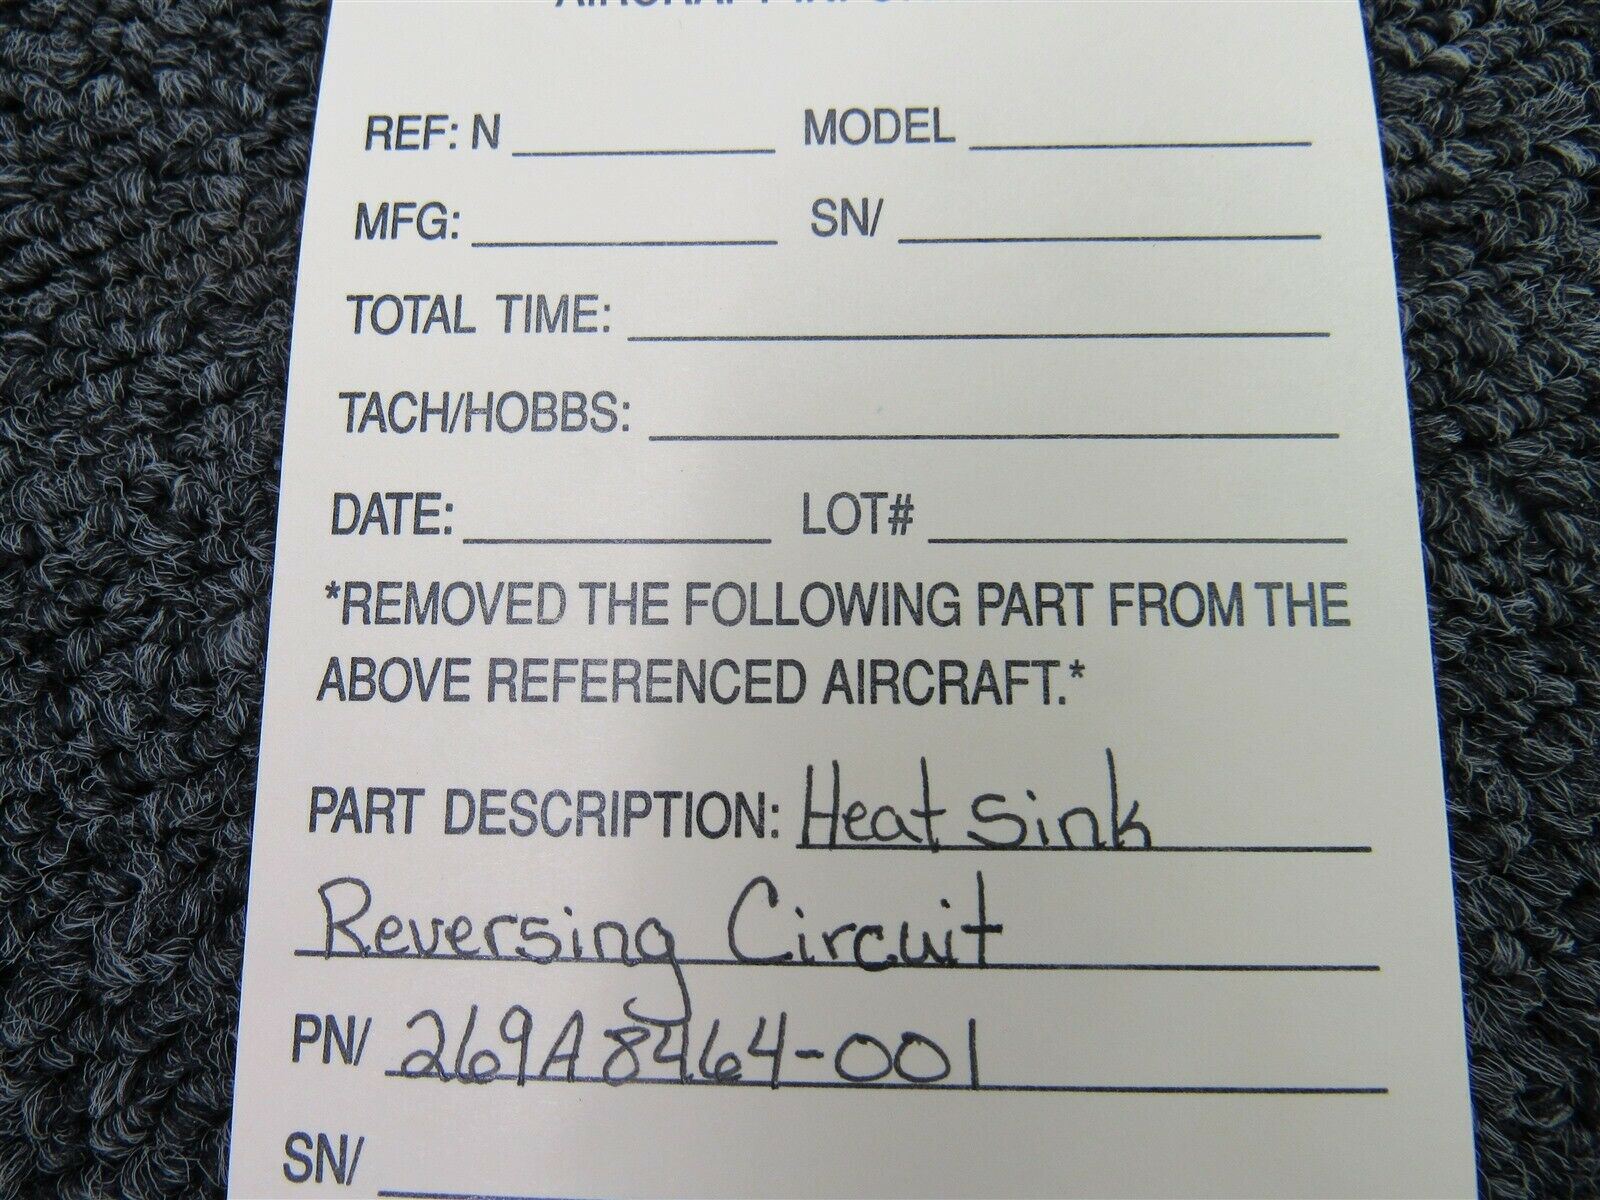 AIRCRAFT
REF: N MODEL
MFG: SN/
TOTAL TIME:
TACH/HOBBS:
DATE: LOT#
*REMOVED THE FOLLOWING PART FROM THE
ABOVE REFERENCED AIRCRAFT.*
PART DESCRIPTION: Heat Sink
Reversing Circuit
PN/ 269A8464-001
SN/